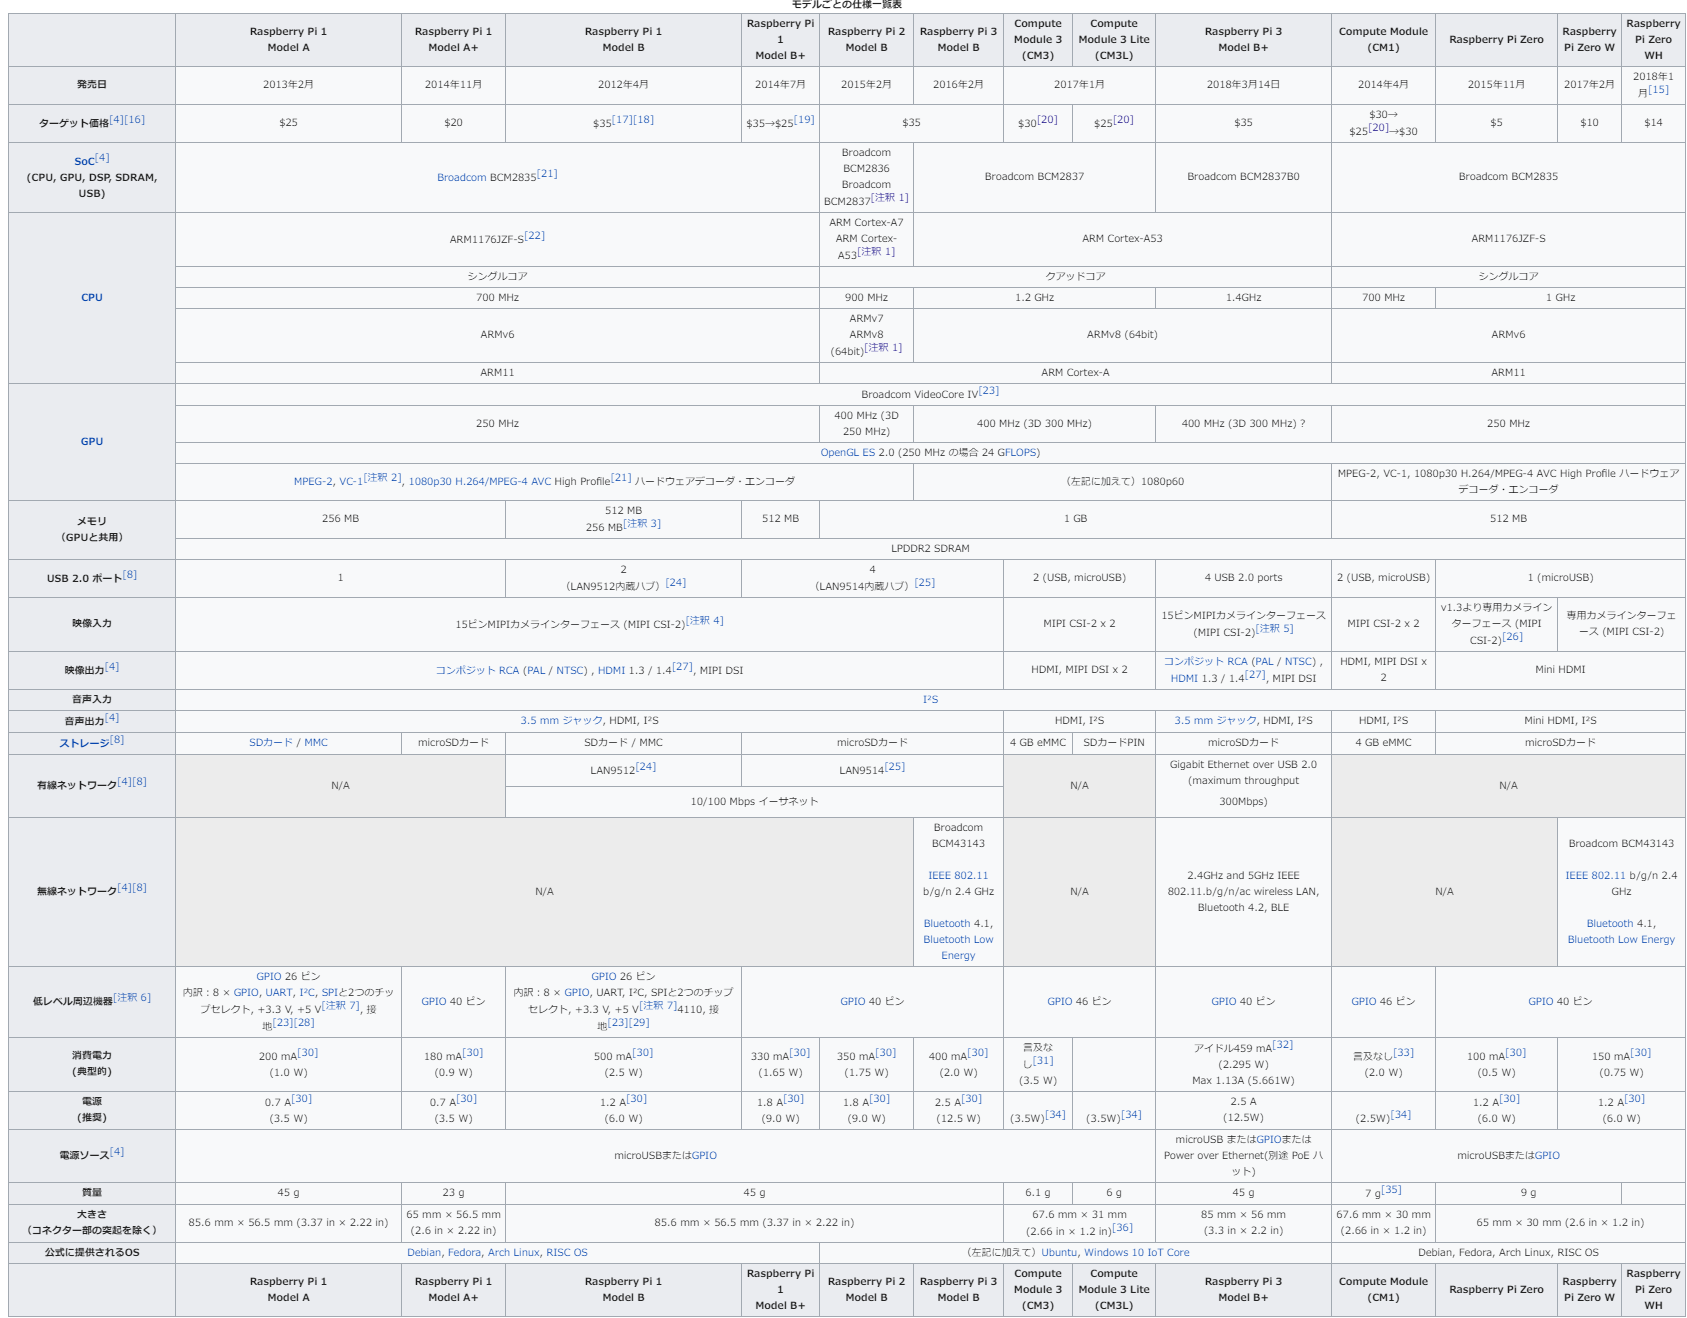 モデルごとの仕様一覧表
Raspberry Pi 1 Model A
Raspberry Pi 1 Model A+
Raspberry Pi 1 Model B
Raspberry Pi 1 Model B+
Raspberry Pi 2 Model B
Raspberry Pi 3 Model B
Compute Module 3 (CM3)
Compute Module 3 Lite (CM3L)
Raspberry Pi 3 Model B+
Compute Module (CM1)
Raspberry Pi Zero
Raspberry Pi Zero W
Raspberry Pi Zero WH
発売日
2013年2月
2014年11月
2012年4月
2014年7月
2015年2月
2016年2月
2017年1月
2018年3月14日
2014年4月
2015年11月
2017年2月
2018年1月[15]
ターゲット価格[4][16]
$25
$20
$35[17][18]
$35→$25[19]
$35
$30[20]
$25[20]
$35
$30→$25[20]→$30
$5
$10
$14
SoC[4]
(CPU, GPU, DSP, SDRAM, USB)
Broadcom BCM2835[21]
Broadcom BCM2836
Broadcom BCM2837[注釈 1]
Broadcom BCM2837
Broadcom BCM2837B0
Broadcom BCM2835
CPU
ARM1176JZF-S[22]
ARM Cortex-A7
ARM Cortex-A53[注釈 1]
ARM Cortex-A53
ARM1176JZF-S
シングルコア
クアッドコア
シングルコア
700 MHz
900 MHz
1.2 GHz
1.4GHz
700 MHz
1 GHz
ARMv6
ARMv7
ARMv8 (64bit)[注釈 1]
ARMv8 (64bit)
ARMv6
ARM11
ARM Cortex-A
ARM11
GPU
Broadcom VideoCore IV[23]
250 MHz
400 MHz (3D 250 MHz)
400 MHz (3D 300 MHz)
400 MHz (3D 300 MHz) ?
250 MHz
OpenGL ES 2.0 (250 MHz の場合 24 GFLOPS)
MPEG-2, VC-1[注釈 2], 1080p30 H.264/MPEG-4 AVC High Profile[21] ハードウェアデコーダ・エンコーダ
（左記に加えて）1080p60
MPEG-2, VC-1, 1080p30 H.264/MPEG-4 AVC High Profile ハードウェアデコーダ・エンコーダ
メモリ
（GPUと共用）
256 MB
512 MB
256 MB[注釈 3]
512 MB
1 GB
512 MB
LPDDR2 SDRAM
USB 2.0 ポート[8]
1
2
（LAN9512内蔵ハブ）[24]
4
（LAN9514内蔵ハブ）[25]
2 (USB, microUSB)
4 USB 2.0 ports
2 (USB, microUSB)
1 (microUSB)
映像入力
15ピンMIPIカメラインターフェース (MIPI CSI-2)[注釈 4]
MIPI CSI-2 x 2
15ピンMIPIカメラインターフェース (MIPI CSI-2)[注釈 5]
MIPI CSI-2 x 2
v1.3より専用カメラインターフェース (MIPI CSI-2)[26]
専用カメラインターフェース (MIPI CSI-2)
映像出力[4]
コンポジット RCA (PAL / NTSC) , HDMI 1.3 / 1.4[27], MIPI DSI
HDMI, MIPI DSI x 2
コンポジット RCA (PAL / NTSC) , HDMI 1.3 / 1.4[27], MIPI DSI
HDMI, MIPI DSI x 2
Mini HDMI
音声入力
I²S
音声出力[4]
3.5 mm ジャック, HDMI, I²S
HDMI, I²S
3.5 mm ジャック, HDMI, I²S
HDMI, I²S
Mini HDMI, I²S
ストレージ[8]
SDカード / MMC
microSDカード
SDカード / MMC
microSDカード
4 GB eMMC
SDカードPIN
microSDカード
4 GB eMMC
microSDカード
有線ネットワーク[4][8]
N/A
LAN9512[24]
LAN9514[25]
10/100 Mbps イーサネット
N/A
Gigabit Ethernet over USB 2.0 (maximum throughput 300Mbps)
N/A
無線ネットワーク[4][8]
N/A
Broadcom BCM43143
IEEE 802.11 b/g/n 2.4 GHz
Bluetooth 4.1, Bluetooth Low Energy
N/A
2.4GHz and 5GHz IEEE 802.11.b/g/n/ac wireless LAN, Bluetooth 4.2, BLE
N/A
Broadcom BCM43143
IEEE 802.11 b/g/n 2.4 GHz
Bluetooth 4.1, Bluetooth Low Energy
低レベル周辺機器[注釈 6]
GPIO 26 ピン
内訳：8 × GPIO, UART, I²C, SPIと2つのチップセレクト, +3.3 V, +5 V[注釈 7], 接地[23][28]
GPIO 40 ピン
GPIO 26 ピン
内訳：8 × GPIO, UART, I²C, SPIと2つのチップセレクト, +3.3 V, +5 V[注釈 7]4110, 接地[23][29]
GPIO 40 ピン
GPIO 46 ピン
GPIO 40 ピン
GPIO 46 ピン
GPIO 40 ピン
消費電力
(典型的)
200 mA[30]
(1.0 W)
180 mA[30]
(0.9 W)
500 mA[30]
(2.5 W)
330 mA[30]
(1.65 W)
350 mA[30]
(1.75 W)
400 mA[30]
(2.0 W)
言及なし[31]
(3.5 W)
アイドル459 mA[32]
(2.295 W)
Max 1.13A (5.661W)
言及なし[33]
(2.0 W)
100 mA[30]
(0.5 W)
150 mA[30]
(0.75 W)
電源
(推奨)
0.7 A[30]
(3.5 W)
0.7 A[30]
(3.5 W)
1.2 A[30]
(6.0 W)
1.8 A[30]
(9.0 W)
1.8 A[30]
(9.0 W)
2.5 A[30]
(12.5 W)
(3.5W)[34]
(3.5W)[34]
2.5 A
(12.5W)
(2.5W)[34]
1.2 A[30]
(6.0 W)
1.2 A[30]
(6.0 W)
電源ソース[4]
microUSBまたはGPIO
microUSB またはGPIOまたはPower over Ethernet(別途 PoE ハット)
microUSBまたはGPIO
質量
45 g
23 g
45 g
6.1 g
6 g
45 g
7 g[35]
9 g
大きさ
（コネクター部の突起を除く）
85.6 mm × 56.5 mm (3.37 in × 2.22 in)
65 mm × 56.5 mm (2.6 in × 2.22 in)
85.6 mm × 56.5 mm (3.37 in × 2.22 in)
67.6 mm × 31 mm (2.66 in × 1.2 in)[36]
85 mm × 56 mm (3.3 in × 2.2 in)
67.6 mm × 30 mm (2.66 in × 1.2 in)
65 mm × 30 mm (2.6 in × 1.2 in)
公式に提供されるOS
Debian, Fedora, Arch Linux, RISC OS
（左記に加えて）Ubuntu, Windows 10 IoT Core
Debian, Fedora, Arch Linux, RISC OS
Raspberry Pi 1 Model A
Raspberry Pi 1 Model A+
Raspberry Pi 1 Model B
Raspberry Pi 1 Model B+
Raspberry Pi 2 Model B
Raspberry Pi 3 Model B
Compute Module 3 (CM3)
Compute Module 3 Lite (CM3L)
Raspberry Pi 3 Model B+
Compute Module (CM1)
Raspberry Pi Zero
Raspberry Pi Zero W
Raspberry Pi Zero WH